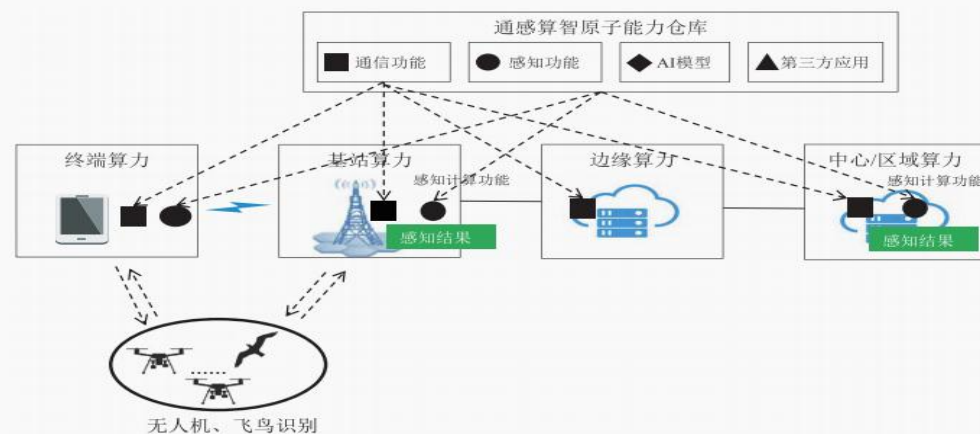 通感算智原子能力仓库
通信功能
感知功能
AI模型
第三方应用
终端算力
基站算力
边缘算力
中心/区域算力
感知计算功能
感知计算功能
感知结果
感知结果
......
无人机、飞鸟识别